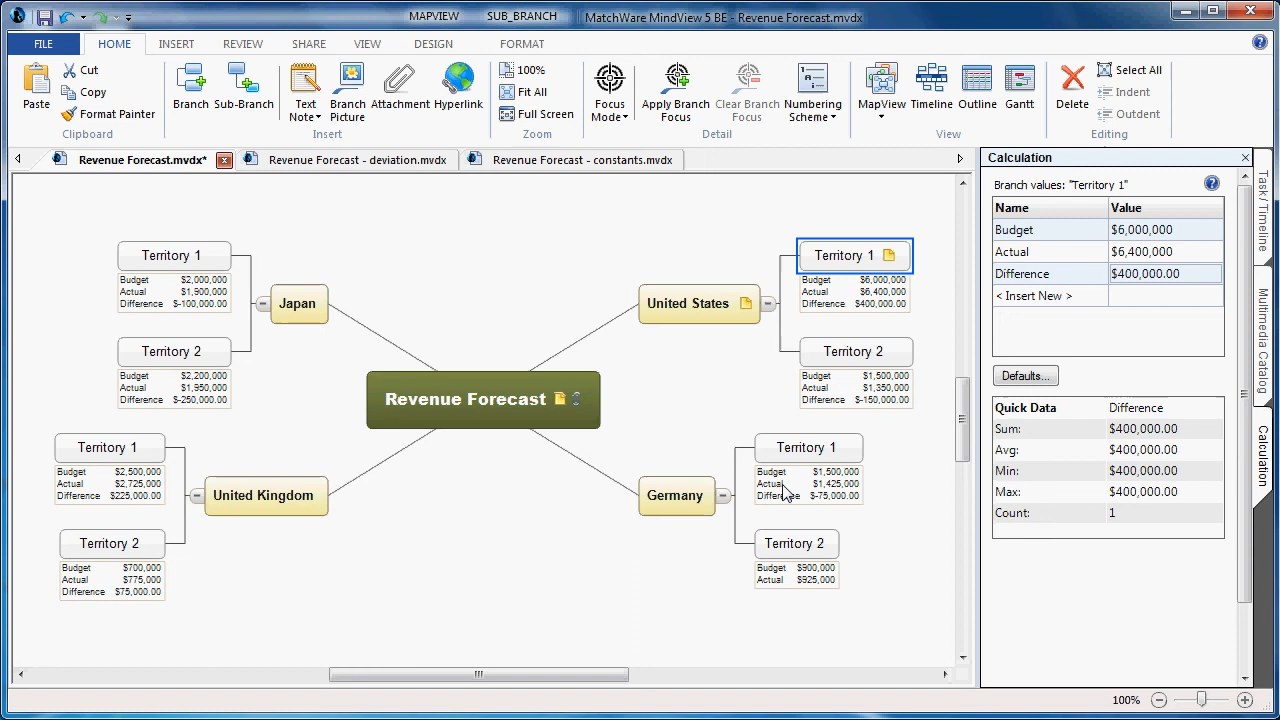 MAPVIEW SUB_BRANCH MatchWare MindView 5 BE - Revenue Forecast.mvdx
FILE HOME INSERT REVIEW SHARE VIEW DESIGN FORMAT
Paste
Cut
Copy
Format Painter
Clipboard
Branch
Sub-Branch
Text
Note
Branch
Picture
Attachment
Hyperlink
Insert
100%
Fit All
Full Screen
Zoom
Focus
Mode
Apply Branch
Focus
Clear Branch
Focus
Numbering
Scheme
Detail
MapView
Timeline
Outline
Gantt
View
Delete
Select All
Indent
Outdent
Editing
Revenue Forecast.mvdx* Revenue Forecast - deviation.mvdx Revenue Forecast - constants.mvdx
Territory 1
Budget $2,000,000
Actual $1,900,000
Difference $-100,000.00
Japan
Territory 2
Budget $2,200,000
Actual $1,950,000
Difference $-250,000.00
Territory 1
Budget $6,000,000
Actual $6,400,000
Difference $400,000.00
United States
Territory 2
Budget $1,500,000
Actual $1,350,000
Difference $-150,000.00
Revenue Forecast
Territory 1
Budget $2,500,000
Actual $2,725,000
Difference $225,000.00
United Kingdom
Territory 2
Budget $700,000
Actual $775,000
Difference $75,000.00
Territory 1
Budget $1,500,000
Actual $1,425,000
Difference $-75,000.00
Germany
Territory 2
Budget $900,000
Actual $925,000
Calculation
Branch values: "Territory 1"
Name Value
Budget $6,000,000
Actual $6,400,000
Difference $400,000.00
< Insert New >
Defaults...
Quick Data Difference
Sum: $400,000.00
Avg: $400,000.00
Min: $400,000.00
Max: $400,000.00
Count: 1
Task / Timeline
Multimedia Catalog
Calculation
100%